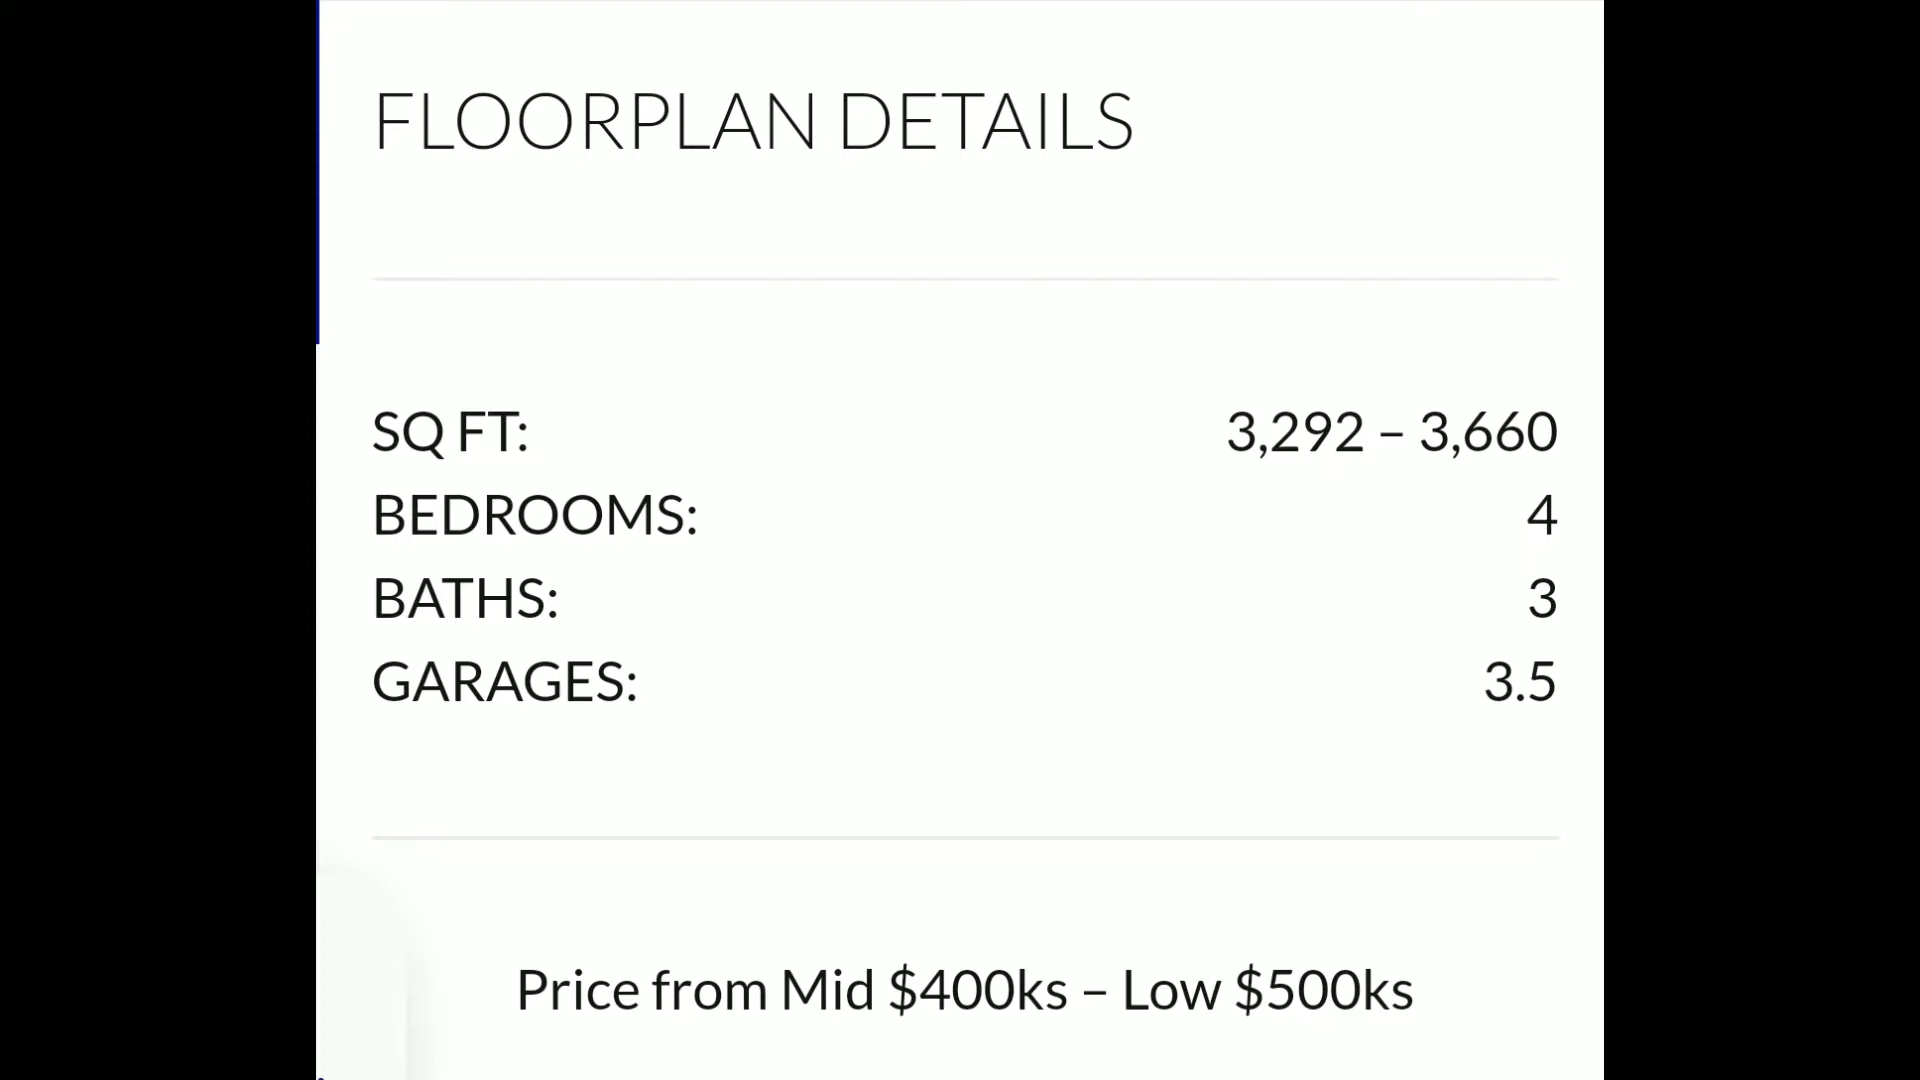 FLOORPLAN DETAILS
SQ FT: 3,292 – 3,660
BEDROOMS: 4
BATHS: 3
GARAGES: 3.5
Price from Mid $400ks – Low $500ks